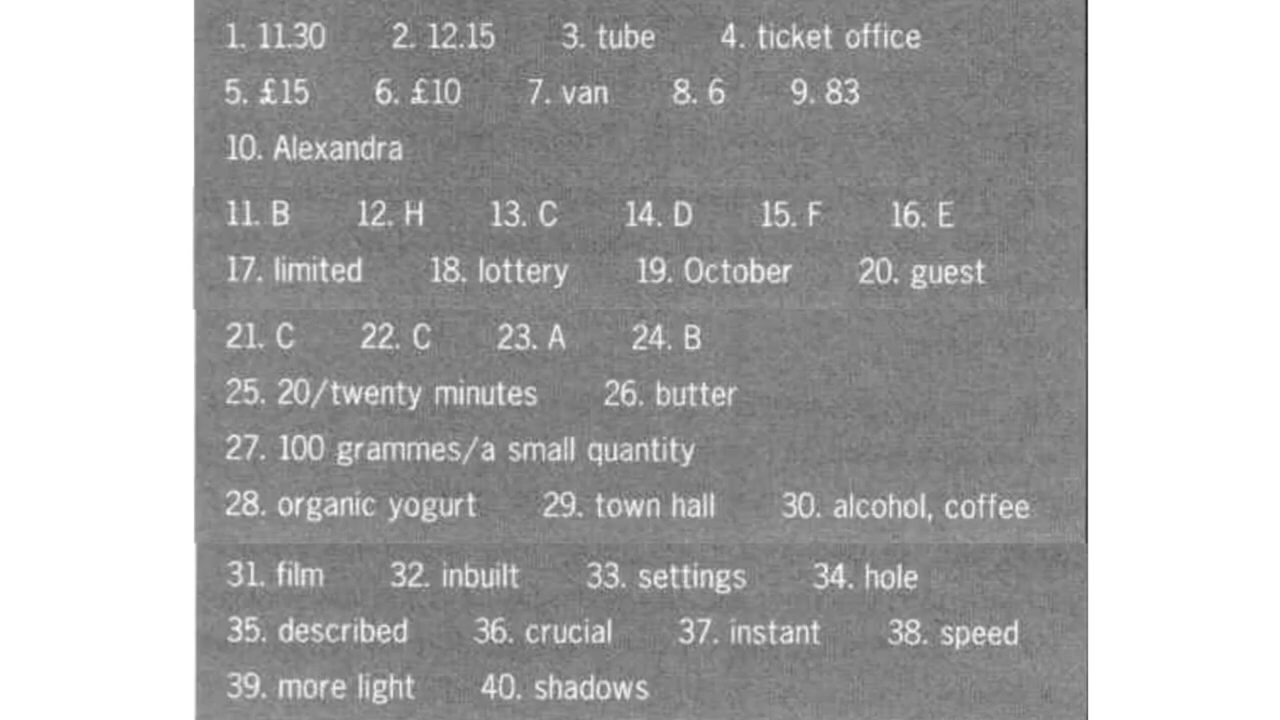 1. 11.30 2. 12.15 3. tube 4. ticket office
5. £15 6. £10 7. van 8. 6 9. 83
10. Alexandra
11. B 12. H 13. C 14. D 15. F 16. E
17. limited 18. lottery 19. October 20. guest
21. C 22. C 23. A 24. B
25. 20/twenty minutes 26. butter
27. 100 grammes/a small quantity
28. organic yogurt 29. town hall 30. alcohol, coffee
31. film 32. inbuilt 33. settings 34. hole
35. described 36. crucial 37. instant 38. speed
39. more light 40. shadows